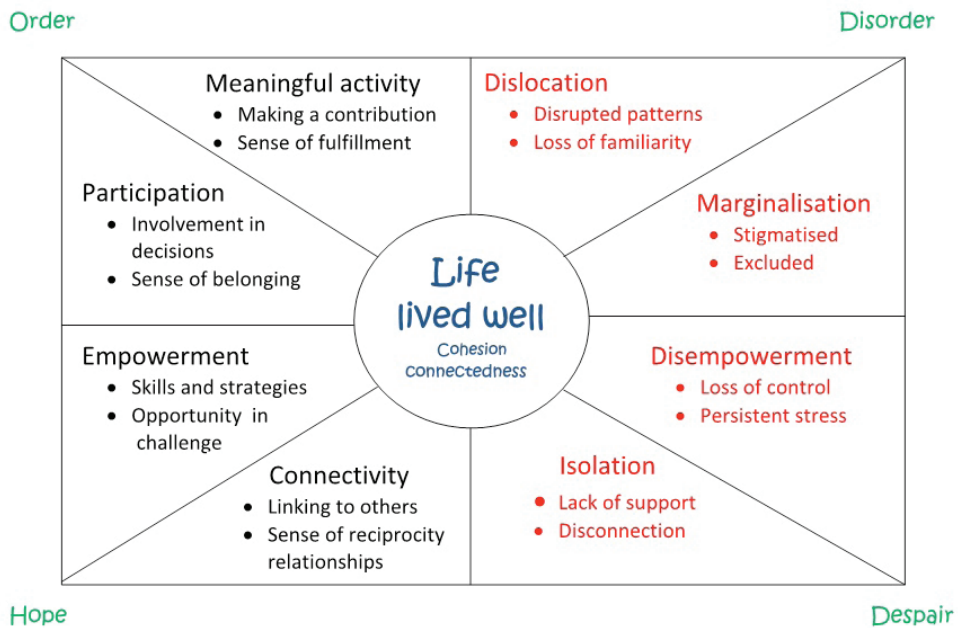 Order
Disorder
Meaningful activity
• Making a contribution
• Sense of fulfillment
Dislocation
• Disrupted patterns
• Loss of familiarity
Participation
• Involvement in
decisions
• Sense of belonging
Marginalisation
• Stigmatised
• Excluded
Life
lived well
Cohesion
connectedness
Empowerment
• Skills and strategies
• Opportunity in
challenge
Disempowerment
• Loss of control
• Persistent stress
Connectivity
• Linking to others
• Sense of reciprocity
relationships
Isolation
• Lack of support
• Disconnection
Hope
Despair